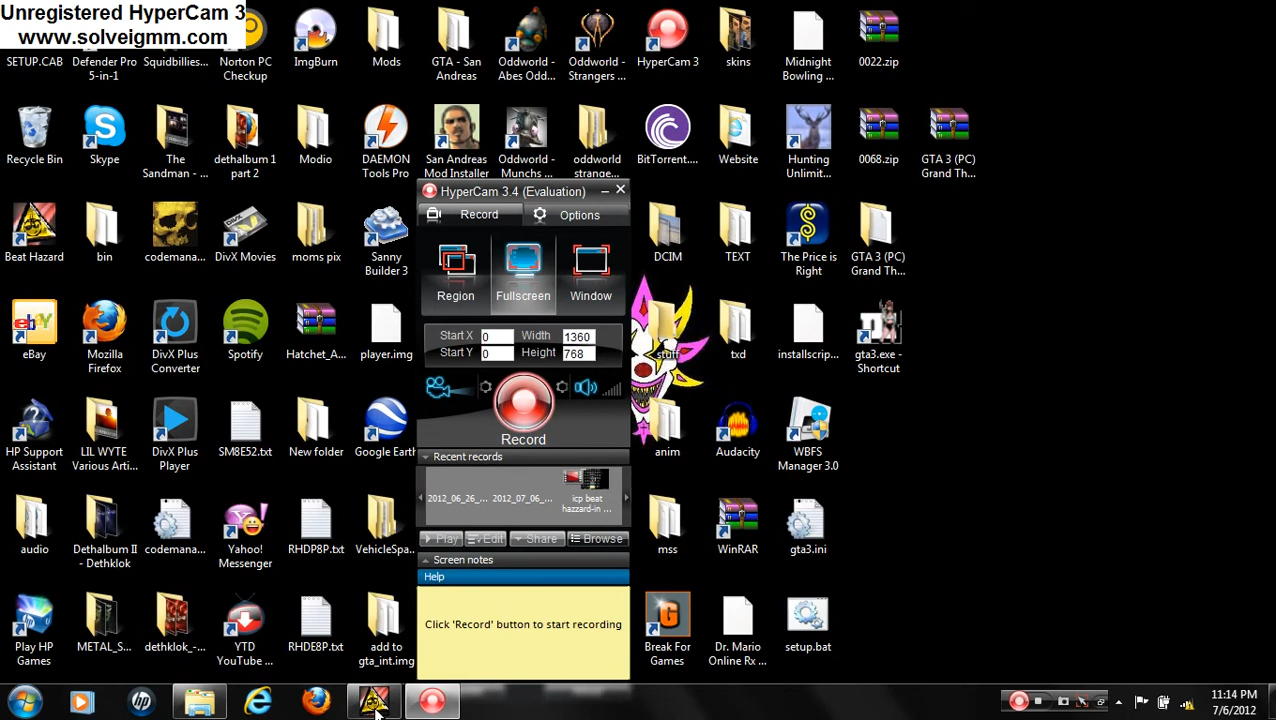 Unregistered HyperCam 3
www.solveigmm.com
SETUP.CAB
Defender Pro
5-in-1
Squidbillies...
Norton PC
Checkup
ImgBurn
Mods
GTA - San
Andreas
Oddworld -
Abes Odd...
Oddworld -
Strangers ...
HyperCam 3
skins
Midnight
Bowling ...
0022.zip
Recycle Bin
Skype
The
Sandman - ...
dethalbum 1
part 2
Modio
DAEMON
Tools Pro
San Andreas
Mod Installer
Oddworld -
Munchs ...
oddworld
strange...
BitTorrent....
Website
Hunting
Unlimit...
0068.zip
GTA 3 (PC)
Grand Th...
HyperCam 3.4 (Evaluation)
Record
Options
Beat Hazard
bin
codemana...
DivX Movies
moms pix
Sanny
Builder 3
Region
Fullscreen
Window
DCIM
TEXT
The Price is
Right
GTA 3 (PC)
Grand Th...
Start X 0 Width 1360
Start Y 0 Height 768
eBay
Mozilla
Firefox
DivX Plus
Converter
Spotify
Hatchet_A...
player.img
stuff
txd
installscrip...
gta3.exe -
Shortcut
Record
HP Support
Assistant
LIL WYTE
Various Arti...
DivX Plus
Player
SM8E52.txt
New folder
Google Earth
anim
Audacity
WBFS
Manager 3.0
Recent records
2012_06_26_...
2012_07_06_...
icp beat
hazzard-in ...
Play
Edit
Share
Browse
audio
Dethalbum II
- Dethklok
codemana...
Yahoo!
Messenger
RHDP8P.txt
VehicleSpa...
mss
WinRAR
gta3.ini
Screen notes
Help
Click 'Record' button to start recording
Play HP
Games
METAL_S...
dethklok_-...
YTD
YouTube ...
RHDE8P.txt
add to
gta_int.img
Break For
Games
Dr. Mario
Online Rx ...
setup.bat
11:14 PM
7/6/2012